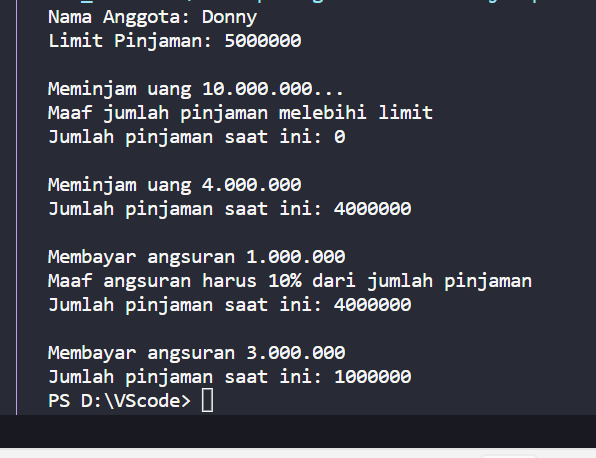 Nama Anggota: Donny
Limit Pinjaman: 5000000
Meminjam uang 10.000.000...
Maaf jumlah pinjaman melebihi limit
Jumlah pinjaman saat ini: 0
Meminjam uang 4.000.000
Jumlah pinjaman saat ini: 4000000
Membayar angsuran 1.000.000
Maaf angsuran harus 10% dari jumlah pinjaman
Jumlah pinjaman saat ini: 4000000
Membayar angsuran 3.000.000
Jumlah pinjaman saat ini: 1000000
PS D:\VScode>